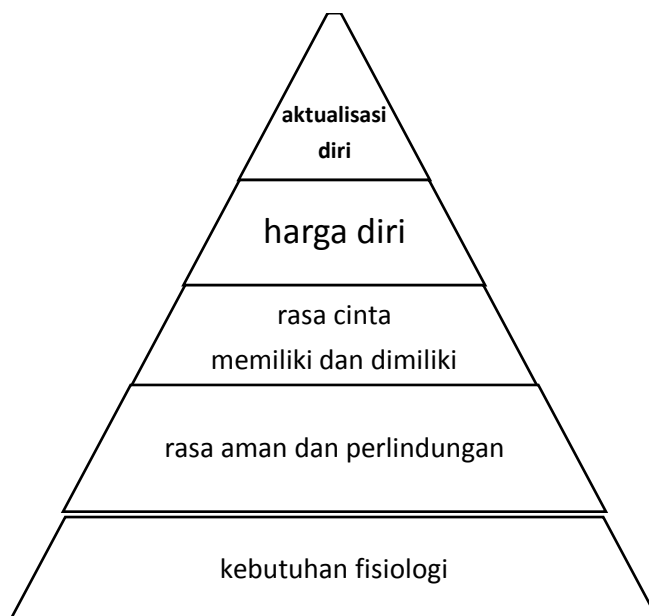 aktualisasi
diri
harga diri
rasa cinta
memiliki dan dimiliki
rasa aman dan perlindungan
kebutuhan fisiologi